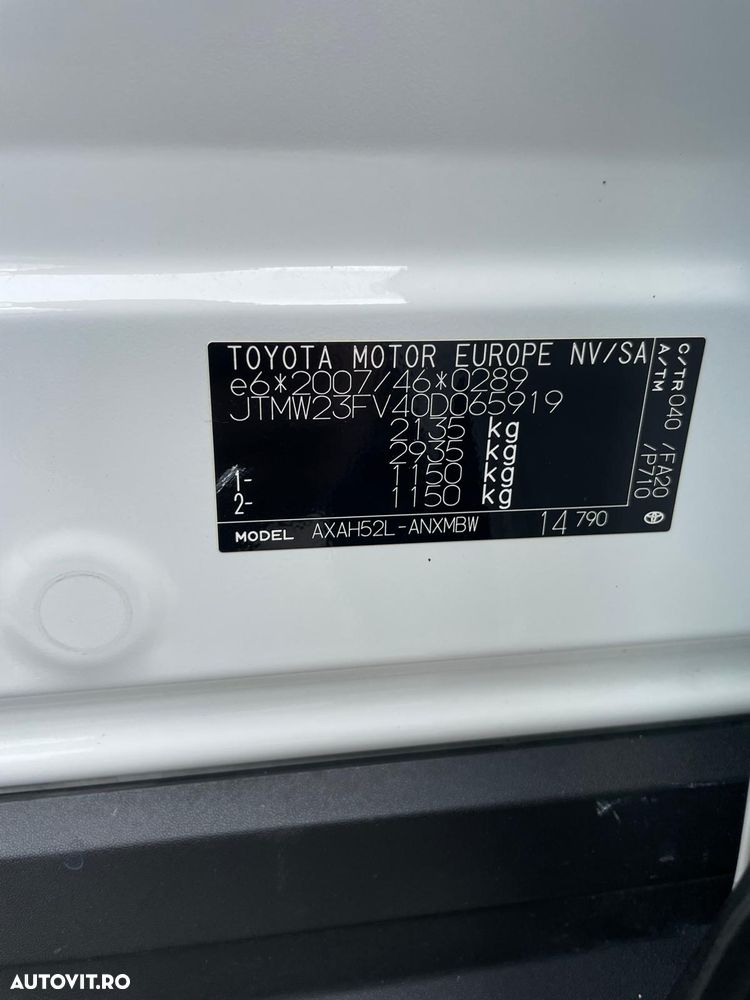 TOYOTA MOTOR EUROPE NV/SA
e6*2007/46*0289
JTMW23FV40D065919
2135 kg
2935 kg
1- 1150 kg
2- 1150 kg
MODEL AXAH52L-ANXMBW 14 790
C/TR 040 /FA20
A/TM /P710
AUTOVIT.RO